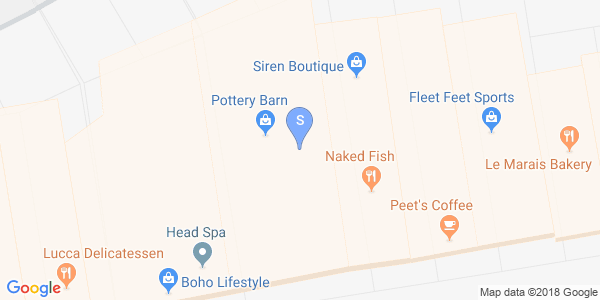 Siren Boutique
Pottery Barn
Fleet Feet Sports
S
Naked Fish
Le Marais Bakery
Peet's Coffee
Head Spa
Lucca Delicatessen
Boho Lifestyle
Google
Map data ©2018 Google